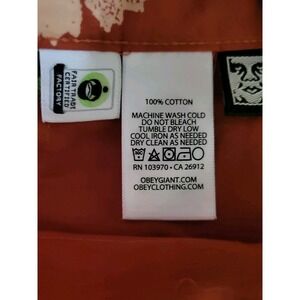 FAIR TRADE
CERTIFIED
FACTORY
100% COTTON
MACHINE WASH COLD
DO NOT BLEACH
TUMBLE DRY LOW
COOL IRON AS NEEDED
DRY CLEAN AS NEEDED
RN 103970 • CA 26912
OBEYGIANT.COM
OBEYCLOTHING.COM